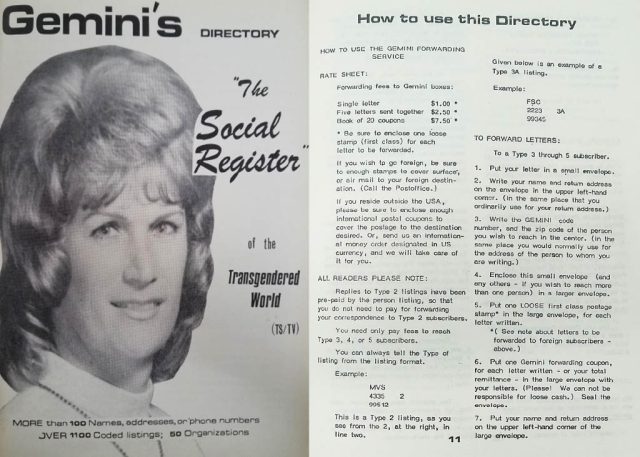 Gemini's DIRECTORY
"The
Social
Register"
of the
Transgendered
World
(TS/TV)
MORE than 100 Names, addresses, or phone numbers
OVER 1100 Coded listings; 50 Organizations
How to use this Directory
HOW TO USE THE GEMINI FORWARDING
SERVICE
RATE SHEET:
Forwarding fees to Gemini boxes:
Single letter $1.00 *
Five letters sent together $2.50 *
Book of 20 coupons $7.50 *
* Be sure to enclose one loose
stamp (first class) for each
letter to be forwarded.
If you wish to go foreign, be sure
to enough stamps to cover surface,
or air mail to your foreign destin-
ation. (Call the Postoffice.)
If you reside outside the USA,
please be sure to enclose enough
international postal coupons to
cover the postage to the destination
desired. Or, send us an internation-
al money order designated in US
currency, and we will take care of
it for you.
ALL READERS PLEASE NOTE:
Replies to Type 2 listings have been
pre-paid by the person listing, so that
you do not need to pay for forwarding
your correspondence to Type 2 subscribers.
You need only pay fees to reach
Type 3, 4, or 5 subscribers.
You can always tell the Type of
listing from the listing format.
Example:
MVS
4335 2
99512
This is a Type 2 listing, as you
see from the 2, at the right, in
line two.
Given below is an example of a
Type 3A listing.
Example:
FSC
2223 3A
99045
TO FORWARD LETTERS:
To a Type 3 through 5 subscriber.
1. Put your letter in a small envelope.
2. Write your name and return address
on the envelope in the upper left-hand
corner. (In the same place that you
ordinarily use for your return address.)
3. Write the GEMINI code
number, and the zip code of the person
you wish to reach in the center. (In the
same place you would normally use for
the address of the person to whom you
are writing.)
4. Enclose this small envelope (and
any others - if you wish to reach more
than one person) in a larger envelope.
5. Put one LOOSE first class postage
stamp* in the large envelope, for each
letter written.
*( See note about letters to be
forwarded to foreign subscribers -
above.)
6. Put one Gemini forwarding coupon,
for each letter written - or your total
remittance - in the large envelope with
your letters. (Please! We can not be
responsible for loose cash.) Seal the
envelope.
7. Put your name and return address
on the upper left-hand corner of the
large envelope.
11